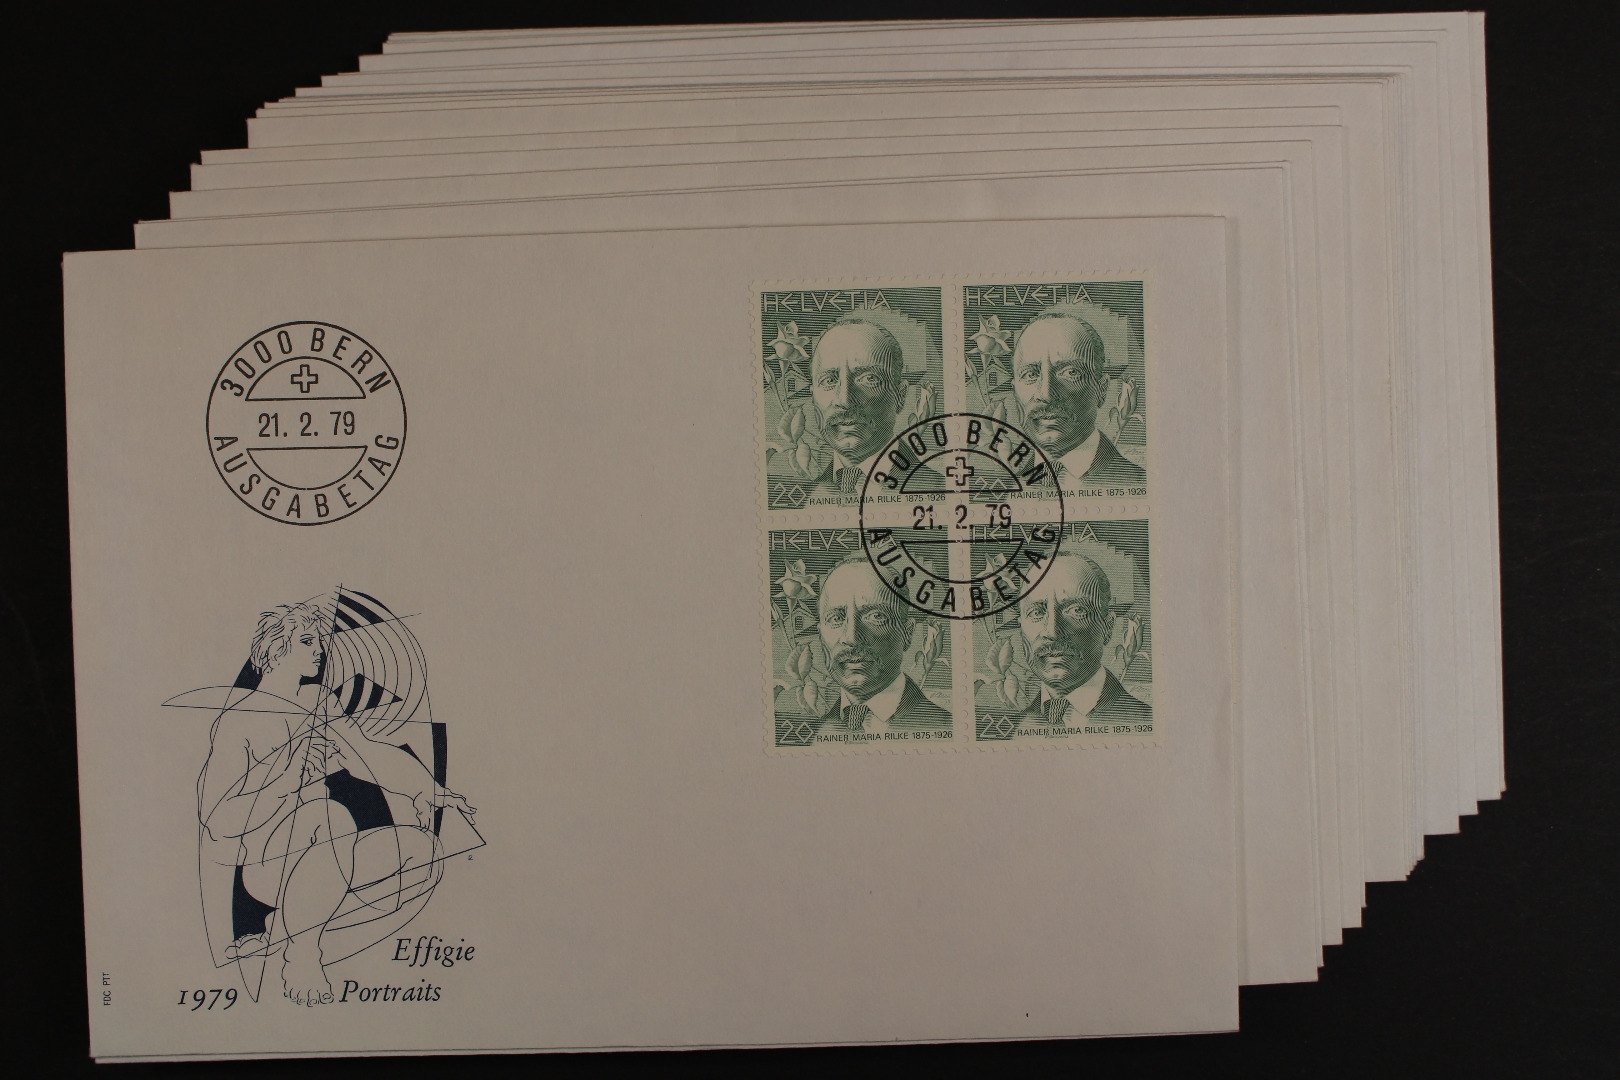 3000 BERN
21. 2. 79
AUSGABETAG
HELVETIA
20 RAINER MARIA RILKE 1875-1926
HELVETIA
20 RAINER MARIA RILKE 1875-1926
3000 BERN
21. 2. 79
AUSGABETAG
HELVETIA
20 RAINER MARIA RILKE 1875-1926
HELVETIA
20 RAINER MARIA RILKE 1875-1926
Effigie
1979 Portraits
FDC PTT